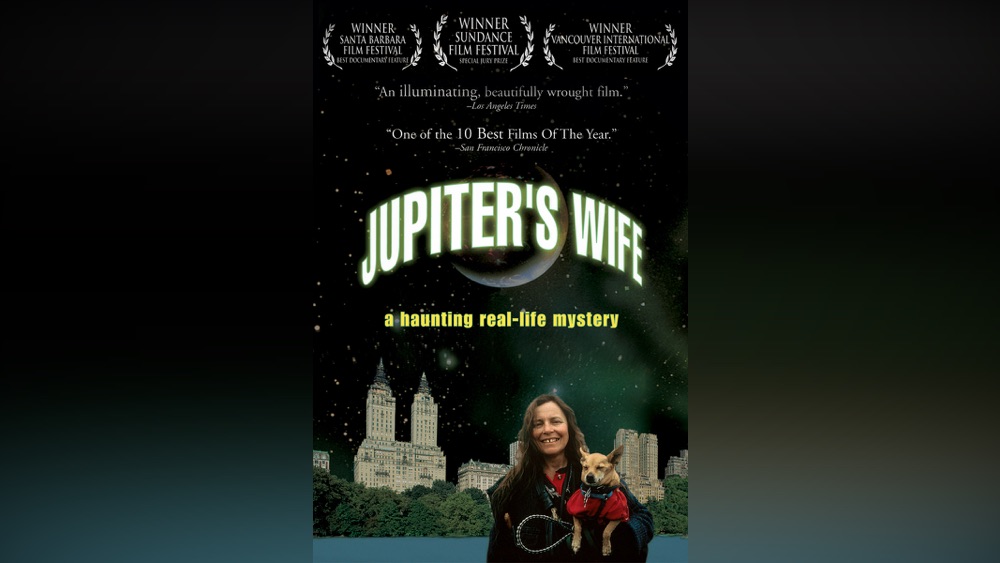 WINNER
SANTA BARBARA
FILM FESTIVAL
BEST DOCUMENTARY FEATURE
WINNER
SUNDANCE
FILM FESTIVAL
SPECIAL JURY PRIZE
WINNER
VANCOUVER INTERNATIONAL
FILM FESTIVAL
BEST DOCUMENTARY FEATURE
“An illuminating, beautifully wrought film.”
–Los Angeles Times
“One of the 10 Best Films Of The Year.”
–San Francisco Chronicle
JUPITER'S WIFE
a haunting real-life mystery